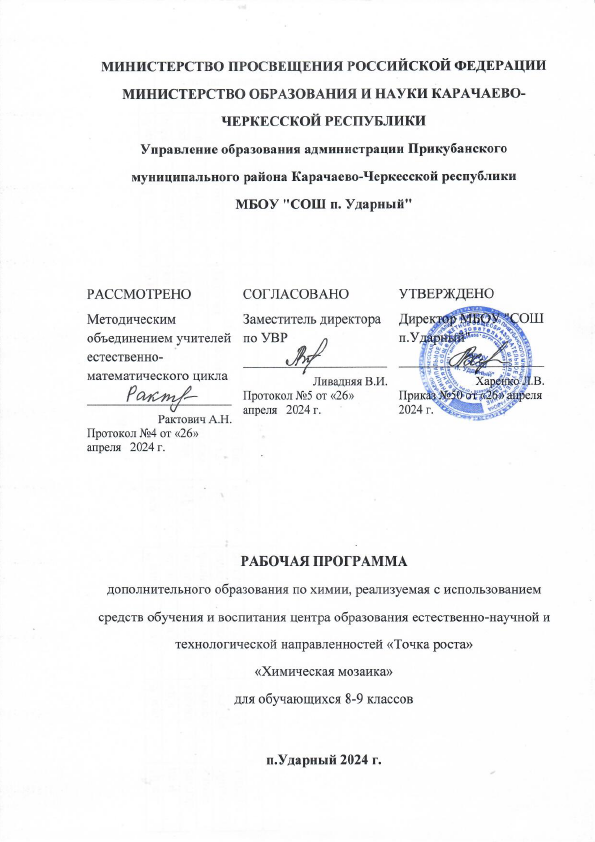 МИНИСТЕРСТВО ПРОСВЕЩЕНИЯ РОССИЙСКОЙ ФЕДЕРАЦИИ
МИНИСТЕРСТВО ОБРАЗОВАНИЯ И НАУКИ КАРАЧАЕВО-
ЧЕРКЕССКОЙ РЕСПУБЛИКИ
Управление образования администрации Прикубанского
муниципального района Карачаево-Черкесской республики
МБОУ "СОШ п. Ударный"
РАССМОТРЕНО
Методическим
объединением учителей
естественно-
математического цикла
Рактович А.Н.
Протокол №4 от «26»
апреля 2024 г.
СОГЛАСОВАНО
Заместитель директора
по УВР
Ливадняя В.И.
Протокол №5 от «26»
апреля 2024 г.
УТВЕРЖДЕНО
Директор МБОУ "СОШ
п.Ударный"
Харенко Л.В.
Приказ №50 от «26» апреля
2024 г.
РАБОЧАЯ ПРОГРАММА
дополнительного образования по химии, реализуемая с использованием
средств обучения и воспитания центра образования естественно-научной и
технологической направленностей «Точка роста»
«Химическая мозаика»
для обучающихся 8-9 классов
п.Ударный 2024 г.